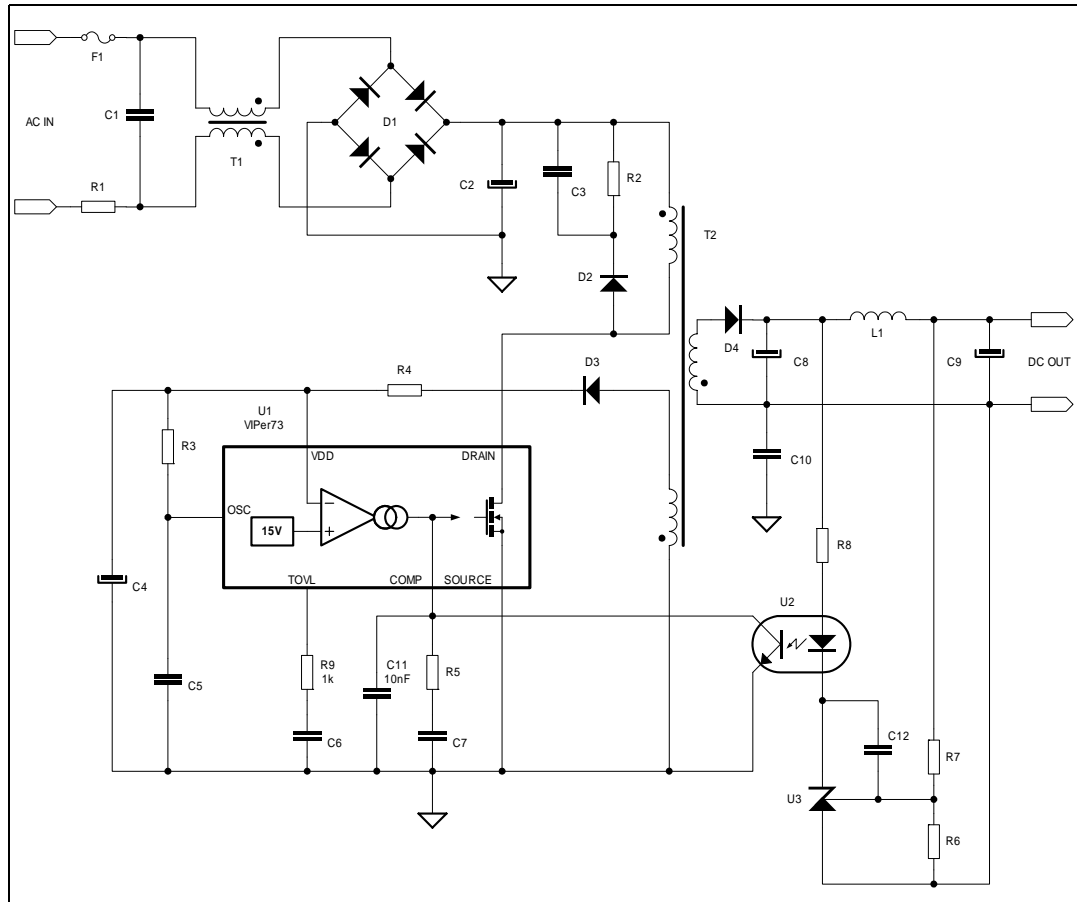 F1
C1
AC IN
T1
R1
D1
C2
C3
R2
T2
D2
D4
C8
L1
C9
DC OUT
C10
D3
R4
U1
VIPer73
R3
VDD
DRAIN
OSC
15V
TOVL
COMP
SOURCE
C4
R8
U2
R9
1k
C11
10nF
R5
C5
C6
C7
C12
R7
U3
R6